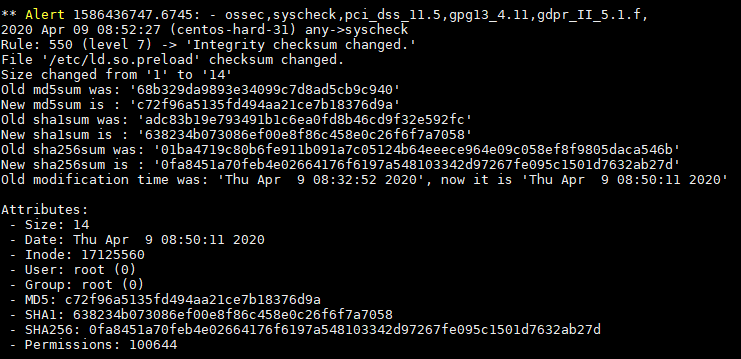 ** Alert 1586436747.6745: - ossec,syscheck,pci_dss_11.5,gpg13_4.11,gdpr_II_5.1.f,
2020 Apr 09 08:52:27 (centos-hard-31) any->syscheck
Rule: 550 (level 7) -> 'Integrity checksum changed.'
File '/etc/ld.so.preload' checksum changed.
Size changed from '1' to '14'
Old md5sum was: '68b329da9893e34099c7d8ad5cb9c940'
New md5sum is : 'c72f96a5135fd494aa21ce7b18376d9a'
Old sha1sum was: 'adc83b19e793491b1c6ea0fd8b46cd9f32e592fc'
New sha1sum is : '638234b073086ef00e8f86c458e0c26f6f7a7058'
Old sha256sum was: '01ba4719c80b6fe911b091a7c05124b64eeece964e09c058ef8f9805daca546b'
New sha256sum is : '0fa8451a70feb4e02664176f6197a548103342d97267fe095c1501d7632ab27d'
Old modification time was: 'Thu Apr  9 08:32:52 2020', now it is 'Thu Apr  9 08:50:11 2020'
Attributes:
- Size: 14
- Date: Thu Apr  9 08:50:11 2020
- Inode: 17125560
- User: root (0)
- Group: root (0)
- MD5: c72f96a5135fd494aa21ce7b18376d9a
- SHA1: 638234b073086ef00e8f86c458e0c26f6f7a7058
- SHA256: 0fa8451a70feb4e02664176f6197a548103342d97267fe095c1501d7632ab27d
- Permissions: 100644